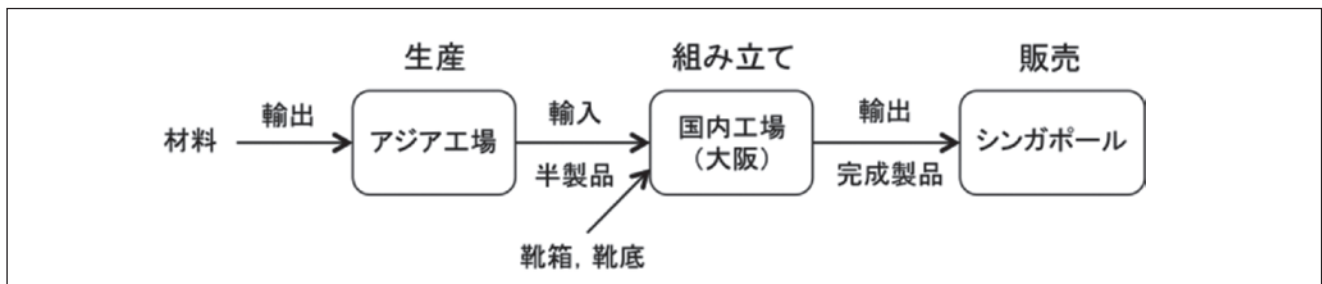 生産
組み立て
販売
材料
輸出
アジア工場
輸入
半製品
国内工場
（大阪）
輸出
完成製品
シンガポール
靴箱，靴底